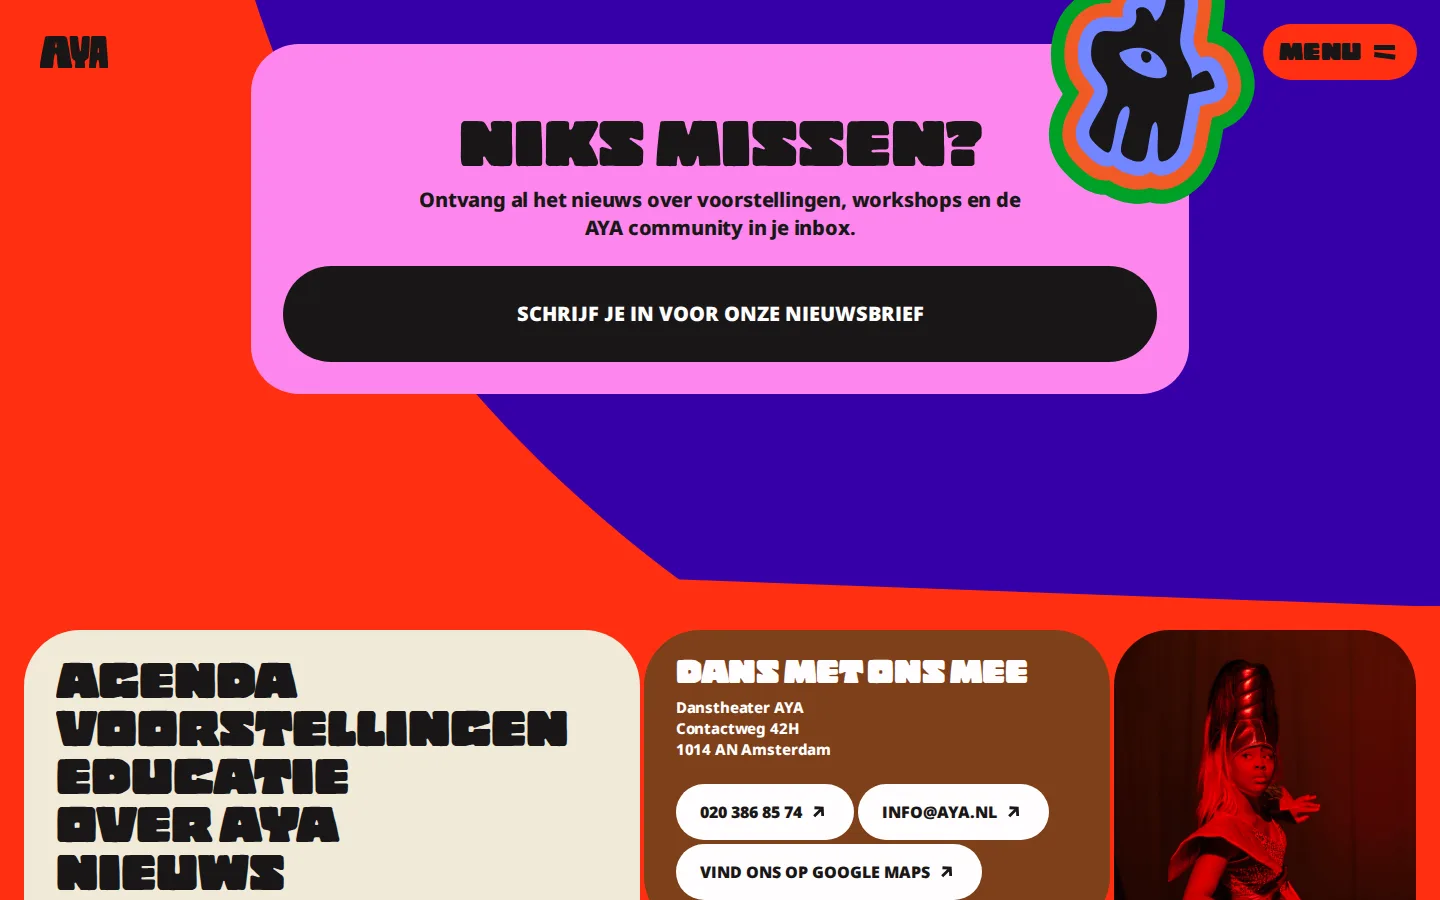 AYA
MENU
NIKS MISSEN?
Ontvang al het nieuws over voorstellingen, workshops en de
AYA community in je inbox.
SCHRIJF JE IN VOOR ONZE NIEUWSBRIEF
AGENDA
VOORSTELLINGEN
EDUCATIE
OVER AYA
NIEUWS
DANS MET ONS MEE
Danstheater AYA
Contactweg 42H
1014 AN Amsterdam
020 386 85 74
INFO@AYA.NL
VIND ONS OP GOOGLE MAPS